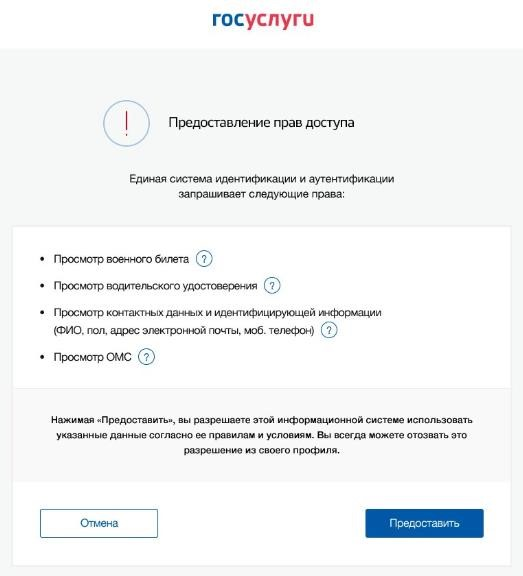 госуслуги
Предоставление прав доступа
Единая система идентификации и аутентификации
запрашивает следующие права:
• Просмотр военного билета ?
• Просмотр водительского удостоверения ?
• Просмотр контактных данных и идентифицирующей информации
(ФИО, пол, адрес электронной почты, моб. телефон) ?
• Просмотр ОМС ?
Нажимая «Предоставить», вы разрешаете этой информационной системе использовать
указанные данные согласно ее правилам и условиям. Вы всегда можете отозвать это
разрешение из своего профиля.
Отмена
Предоставить